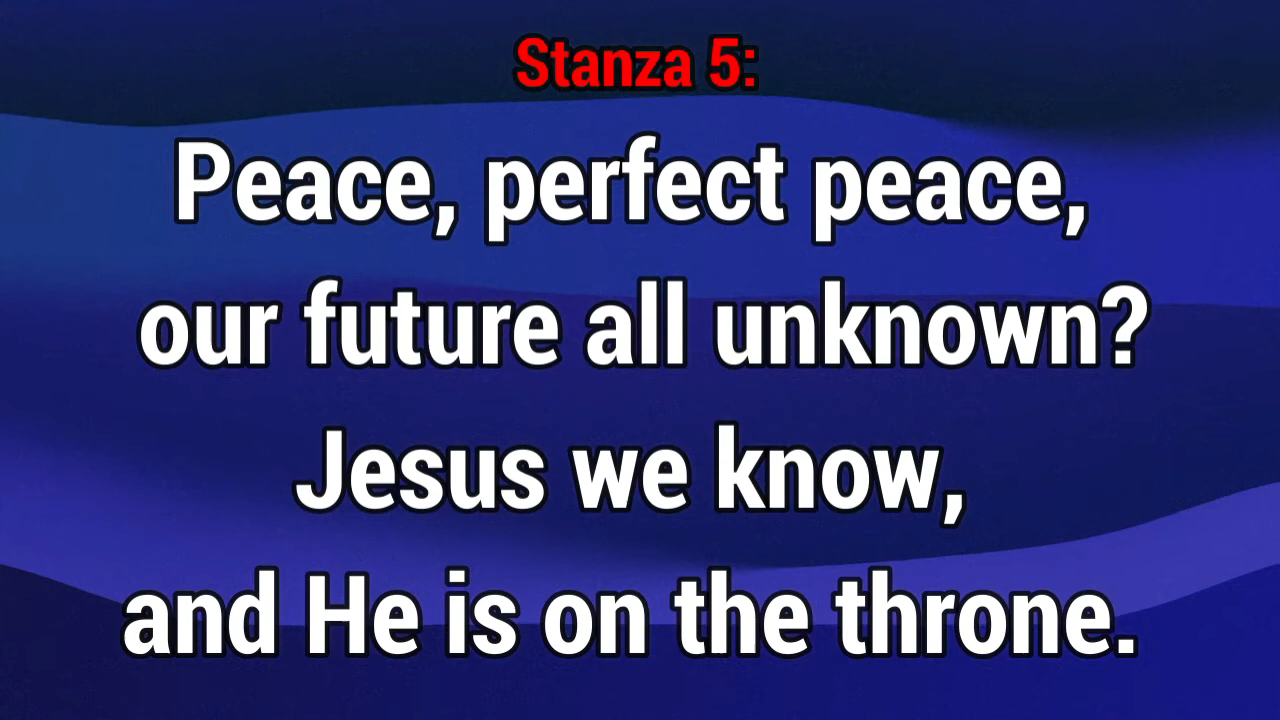 Stanza 5:
Peace, perfect peace,
our future all unknown?
Jesus we know,
and He is on the throne.